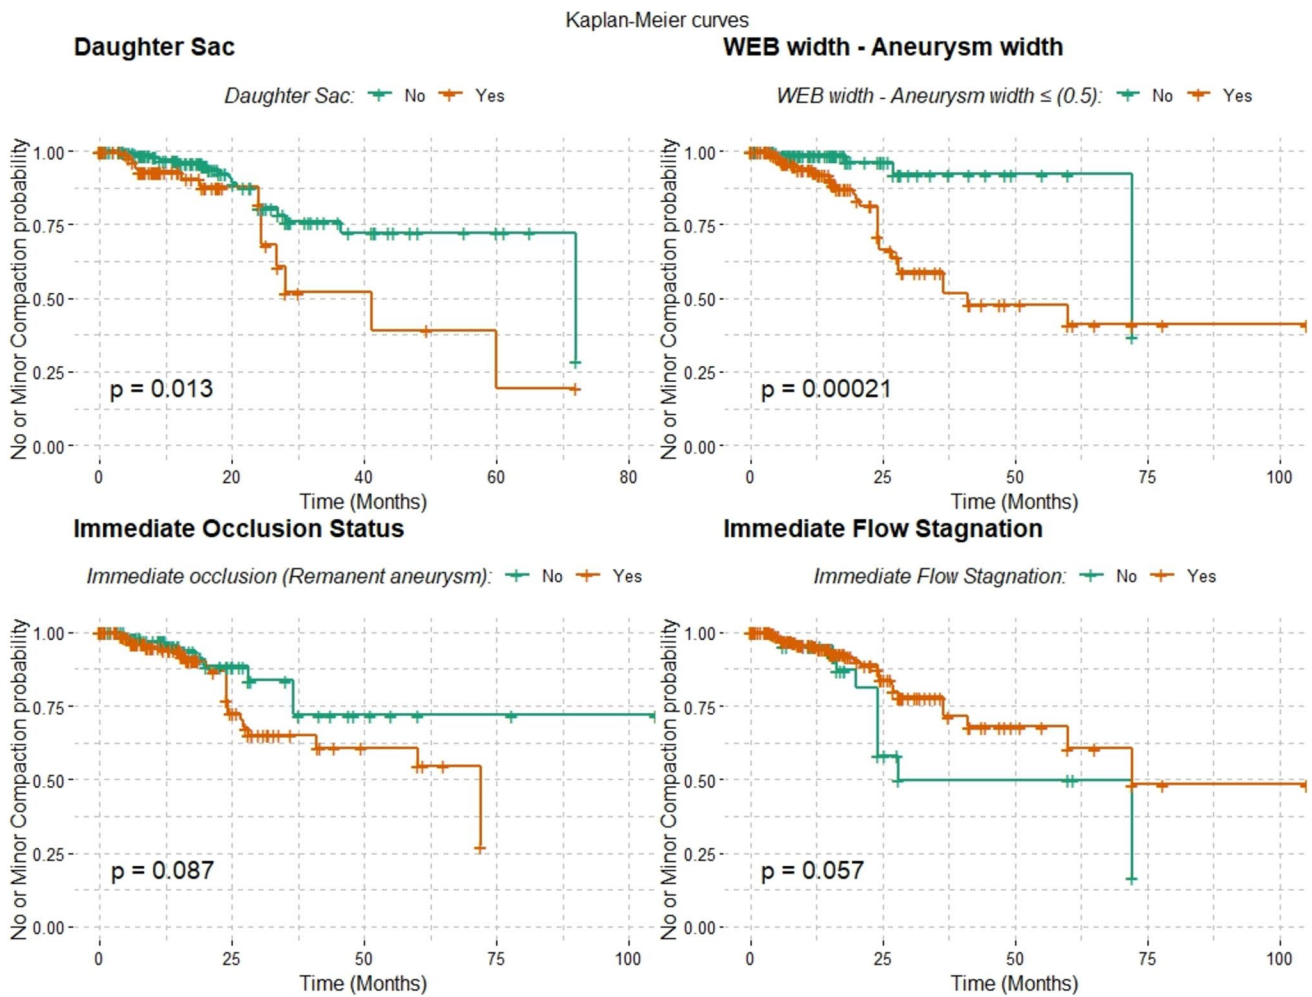 Kaplan-Meier curves
Daughter Sac
Daughter Sac: No Yes
No or Minor Compaction probability
1.00
0.75
0.50
0.25
0.00
p = 0.013
0 20 40 60 80
Time (Months)
WEB width - Aneurysm width
WEB width - Aneurysm width ≤ (0.5): No Yes
No or Minor Compaction probability
1.00
0.75
0.50
0.25
0.00
p = 0.00021
0 25 50 75 100
Time (Months)
Immediate Occlusion Status
Immediate occlusion (Remanent aneurysm): No Yes
No or Minor Compaction probability
1.00
0.75
0.50
0.25
0.00
p = 0.087
0 25 50 75 100
Time (Months)
Immediate Flow Stagnation
Immediate Flow Stagnation: No Yes
No or Minor Compaction probability
1.00
0.75
0.50
0.25
0.00
p = 0.057
0 25 50 75 100
Time (Months)